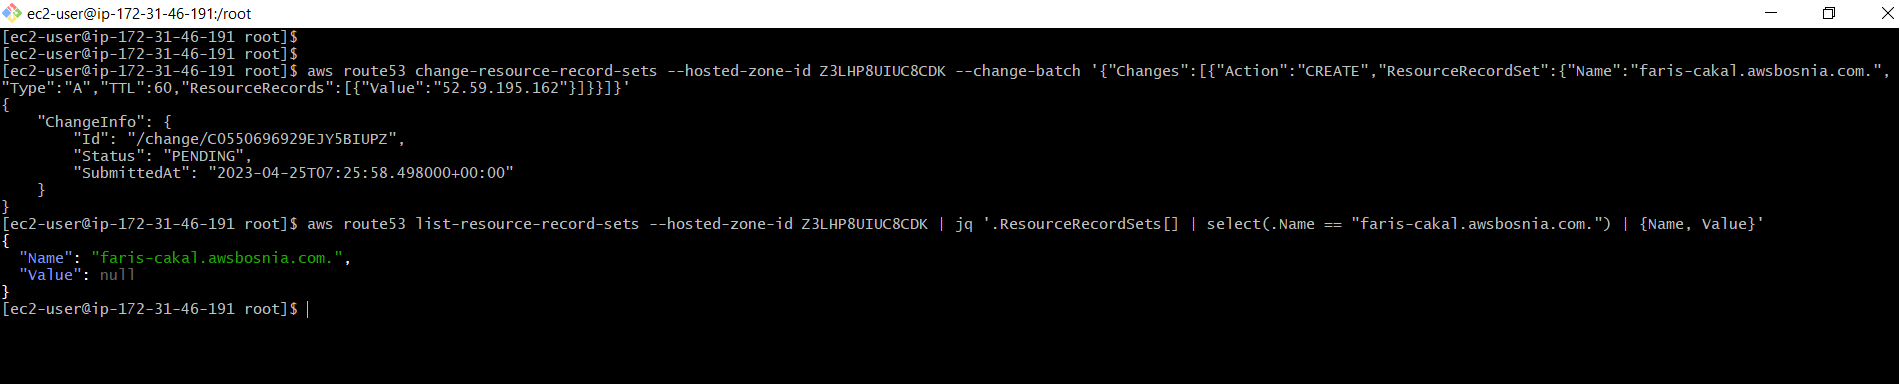 ec2-user@ip-172-31-46-191:/root
[ec2-user@ip-172-31-46-191 root]$
[ec2-user@ip-172-31-46-191 root]$
[ec2-user@ip-172-31-46-191 root]$ aws route53 change-resource-record-sets --hosted-zone-id Z3LHP8UIUC8CDK --change-batch '{"Changes":[{"Action":"CREATE","ResourceRecordSet":{"Name":"faris-cakal.awsbosnia.com.",
"Type":"A","TTL":60,"ResourceRecords":[{"Value":"52.59.195.162"}]}}]}'
{
    "ChangeInfo": {
        "Id": "/change/C0550696929EJY5BIUPZ",
        "Status": "PENDING",
        "SubmittedAt": "2023-04-25T07:25:58.498000+00:00"
    }
}
[ec2-user@ip-172-31-46-191 root]$ aws route53 list-resource-record-sets --hosted-zone-id Z3LHP8UIUC8CDK | jq '.ResourceRecordSets[] | select(.Name == "faris-cakal.awsbosnia.com.") | {Name, Value}'
{
  "Name": "faris-cakal.awsbosnia.com.",
  "Value": null
}
[ec2-user@ip-172-31-46-191 root]$